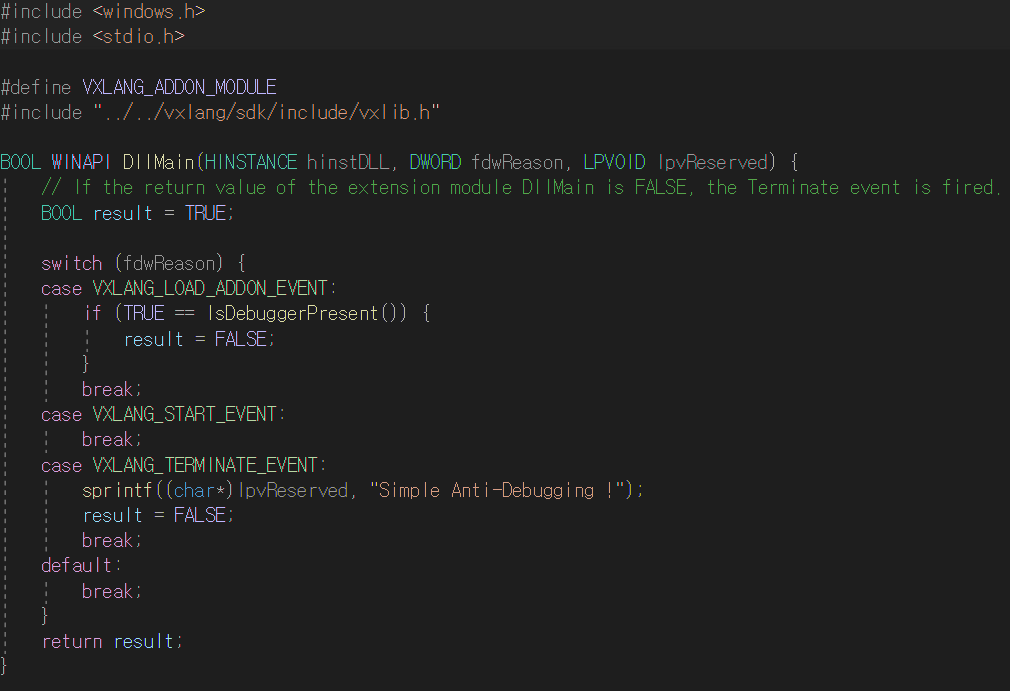 #include <windows.h>
#include <stdio.h>

#define VXLANG_ADDON_MODULE
#include "../../vxlang/sdk/include/vxlib.h"

BOOL WINAPI DllMain(HINSTANCE hinstDLL, DWORD fdwReason, LPVOID lpvReserved) {
    // If the return value of the extension module DllMain is FALSE, the Terminate event is fired.
    BOOL result = TRUE;

    switch (fdwReason) {
    case VXLANG_LOAD_ADDON_EVENT:
        if (TRUE == IsDebuggerPresent()) {
            result = FALSE;
        }
        break;
    case VXLANG_START_EVENT:
        break;
    case VXLANG_TERMINATE_EVENT:
        sprintf((char*)lpvReserved, "Simple Anti-Debugging !");
        result = FALSE;
        break;
    default:
        break;
    }
    return result;
}